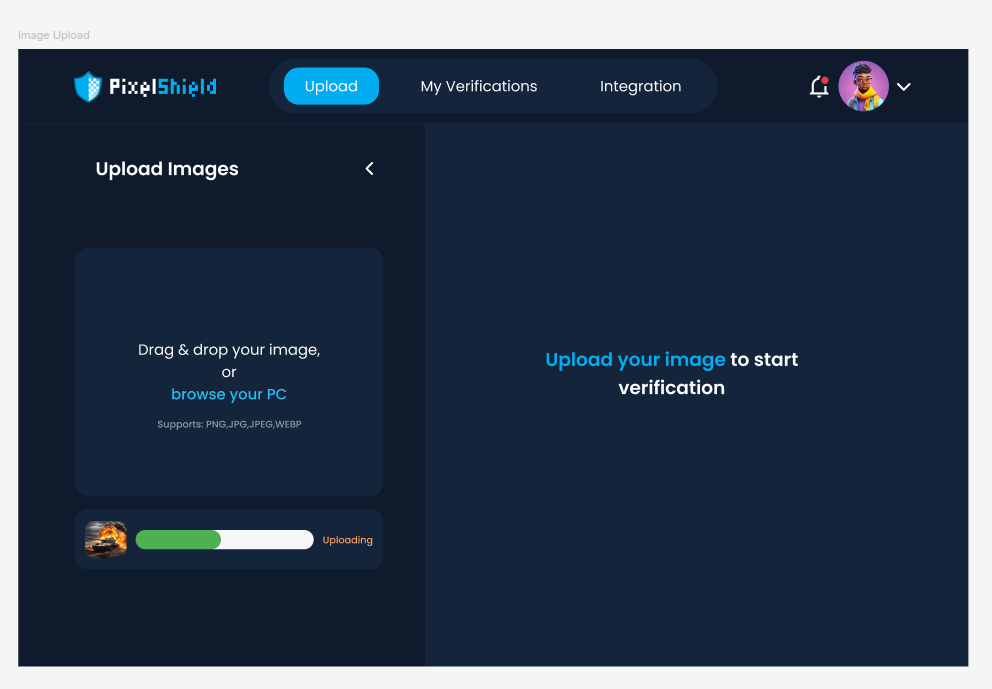 Image Upload
PixelShield
Upload
My Verifications
Integration
Upload Images
Drag & drop your image,
or
browse your PC
Supports: PNG,JPG,JPEG,WEBP
Uploading
Upload your image to start
verification